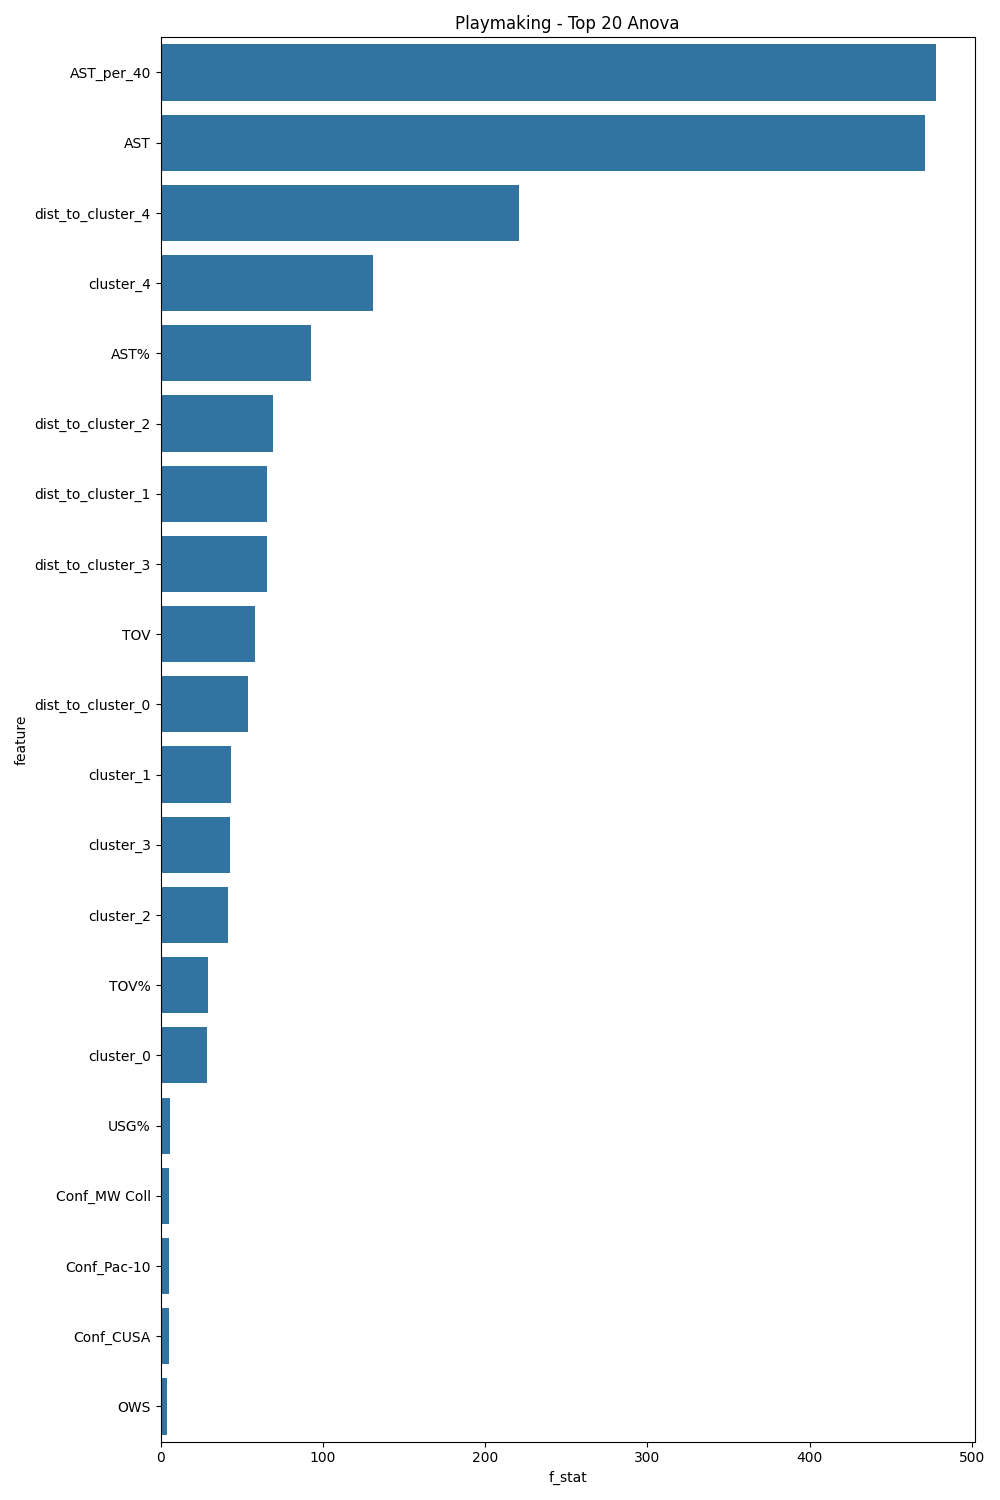 Playmaking - Top 20 Anova
AST_per_40
AST
dist_to_cluster_4
cluster_4
AST%
dist_to_cluster_2
dist_to_cluster_1
dist_to_cluster_3
TOV
dist_to_cluster_0
cluster_1
cluster_3
cluster_2
TOV%
cluster_0
USG%
Conf_MW Coll
Conf_Pac-10
Conf_CUSA
OWS
feature
0 100 200 300 400 500
f_stat